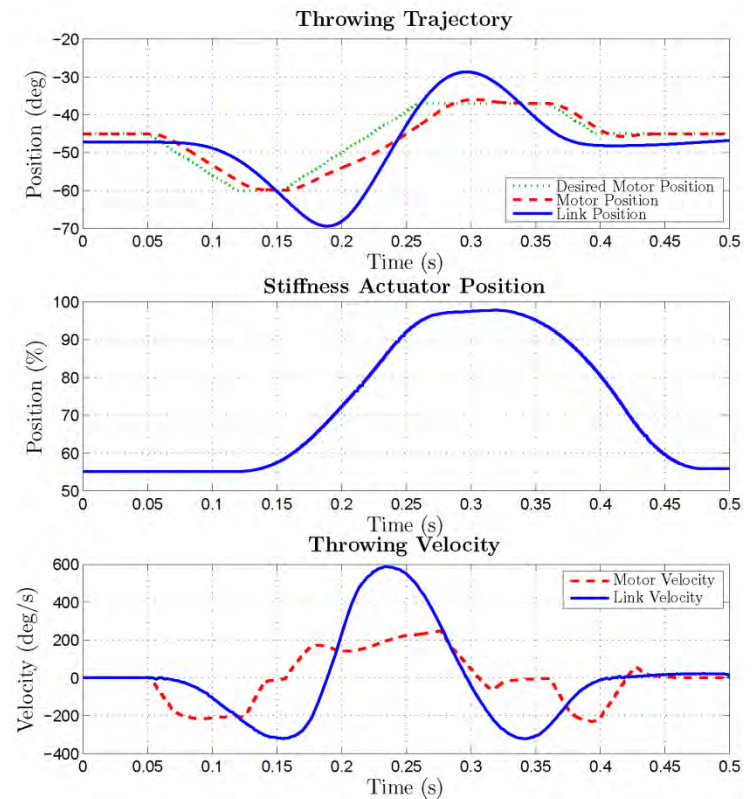 Throwing Trajectory
Position (deg)
-20
-30
-40
-50
-60
-70
Desired Motor Position
Motor Position
Link Position
0 0.05 0.1 0.15 0.2 0.25 0.3 0.35 0.4 0.45 0.5
Time (s)
Stiffness Actuator Position
Position (%)
100
90
80
70
60
50
0 0.05 0.1 0.15 0.2 0.25 0.3 0.35 0.4 0.45 0.5
Time (s)
Throwing Velocity
Velocity (deg/s)
600
400
200
0
-200
-400
Motor Velocity
Link Velocity
0 0.05 0.1 0.15 0.2 0.25 0.3 0.35 0.4 0.45 0.5
Time (s)